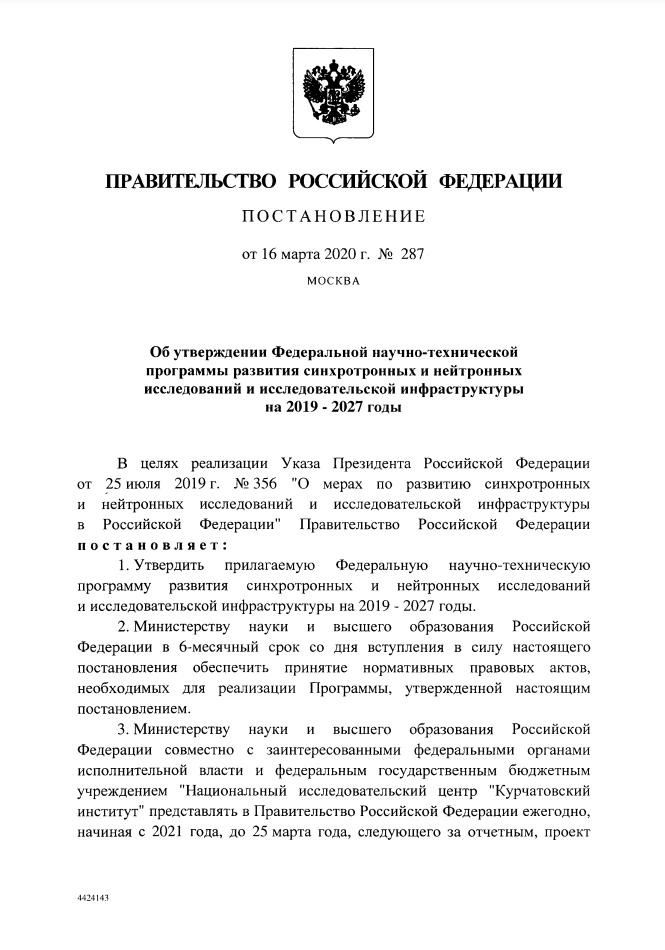 ПРАВИТЕЛЬСТВО РОССИЙСКОЙ ФЕДЕРАЦИИ
ПОСТАНОВЛЕНИЕ
от 16 марта 2020 г. № 287
МОСКВА
Об утверждении Федеральной научно-технической
программы развития синхротронных и нейтронных
исследований и исследовательской инфраструктуры
на 2019 - 2027 годы
В целях реализации Указа Президента Российской Федерации
от 25 июля 2019 г. № 356 "О мерах по развитию синхротронных
и нейтронных исследований и исследовательской инфраструктуры
в Российской Федерации" Правительство Российской Федерации
постановляет:
1. Утвердить прилагаемую Федеральную научно-техническую
программу развития синхротронных и нейтронных исследований
и исследовательской инфраструктуры на 2019 - 2027 годы.
2. Министерству науки и высшего образования Российской
Федерации в 6-месячный срок со дня вступления в силу настоящего
постановления обеспечить принятие нормативных правовых актов,
необходимых для реализации Программы, утвержденной настоящим
постановлением.
3. Министерству науки и высшего образования Российской
Федерации совместно с заинтересованными федеральными органами
исполнительной власти и федеральным государственным бюджетным
учреждением "Национальный исследовательский центр "Курчатовский
институт" представлять в Правительство Российской Федерации ежегодно,
начиная с 2021 года, до 25 марта года, следующего за отчетным, проект
4424143